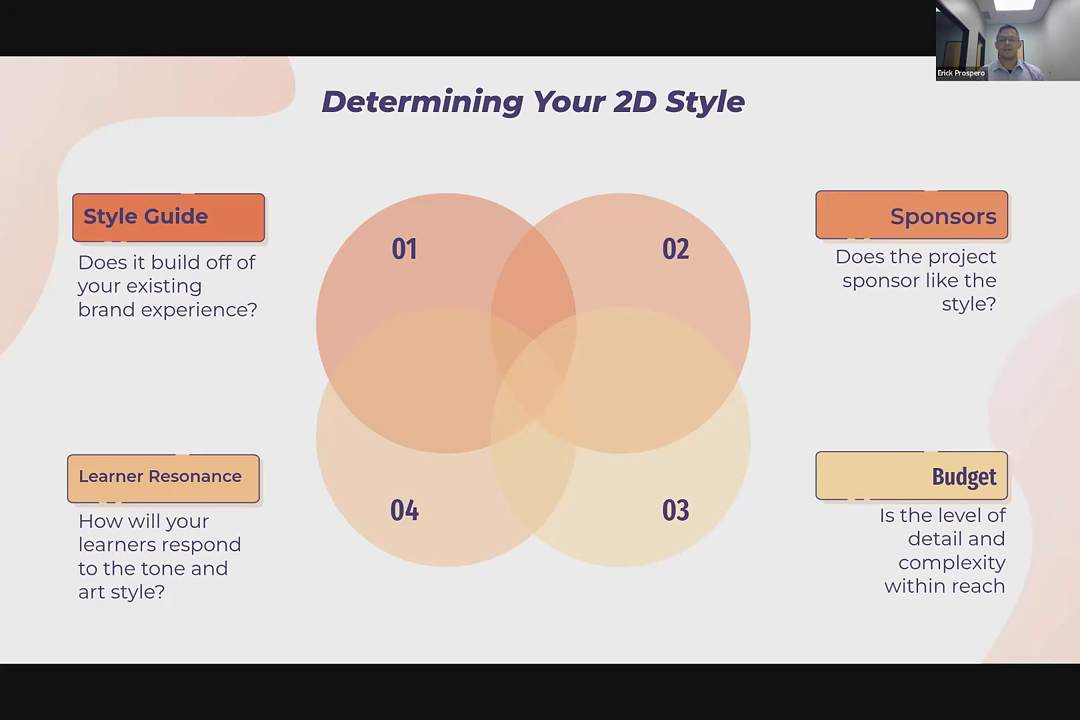 Erick Prospero
Determining Your 2D Style
Style Guide
Does it build off of
your existing
brand experience?
01
02
Sponsors
Does the project
sponsor like the
style?
Learner Resonance
How will your
learners respond
to the tone and
art style?
04
03
Budget
Is the level of
detail and
complexity
within reach